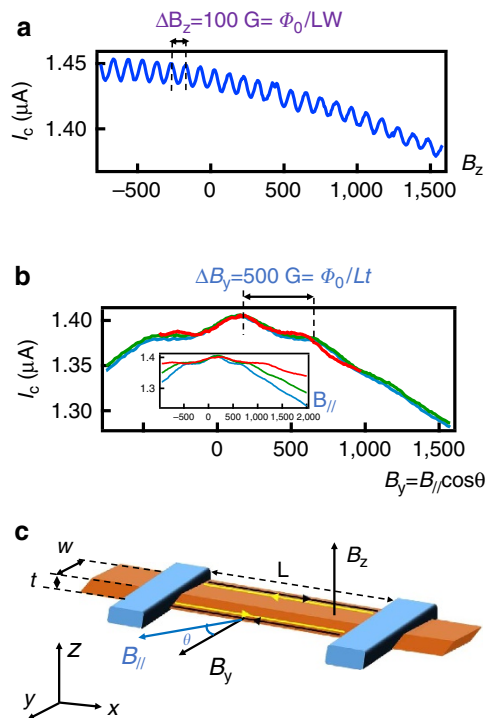 ΔB_z=100 G= Φ₀/LW
a
1.45
1.40
I_c (μA)
−500 0 500 1,000 1,500 B_z
b
ΔB_y=500 G= Φ₀/Lt
1.40
1.35
1.30
I_c (μA)
1.4
1.3
−500 0 500 1,000 1,500 2,000
B_//
0 500 1,000 1,500
B_y=B_//cosθ
c
w
t
L
B_z
B_//
θ
B_y
z
y
x